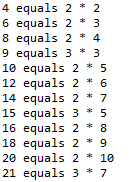 4 equals 2 * 2
6 equals 2 * 3
8 equals 2 * 4
9 equals 3 * 3
10 equals 2 * 5
12 equals 2 * 6
14 equals 2 * 7
15 equals 3 * 5
16 equals 2 * 8
18 equals 2 * 9
20 equals 2 * 10
21 equals 3 * 7